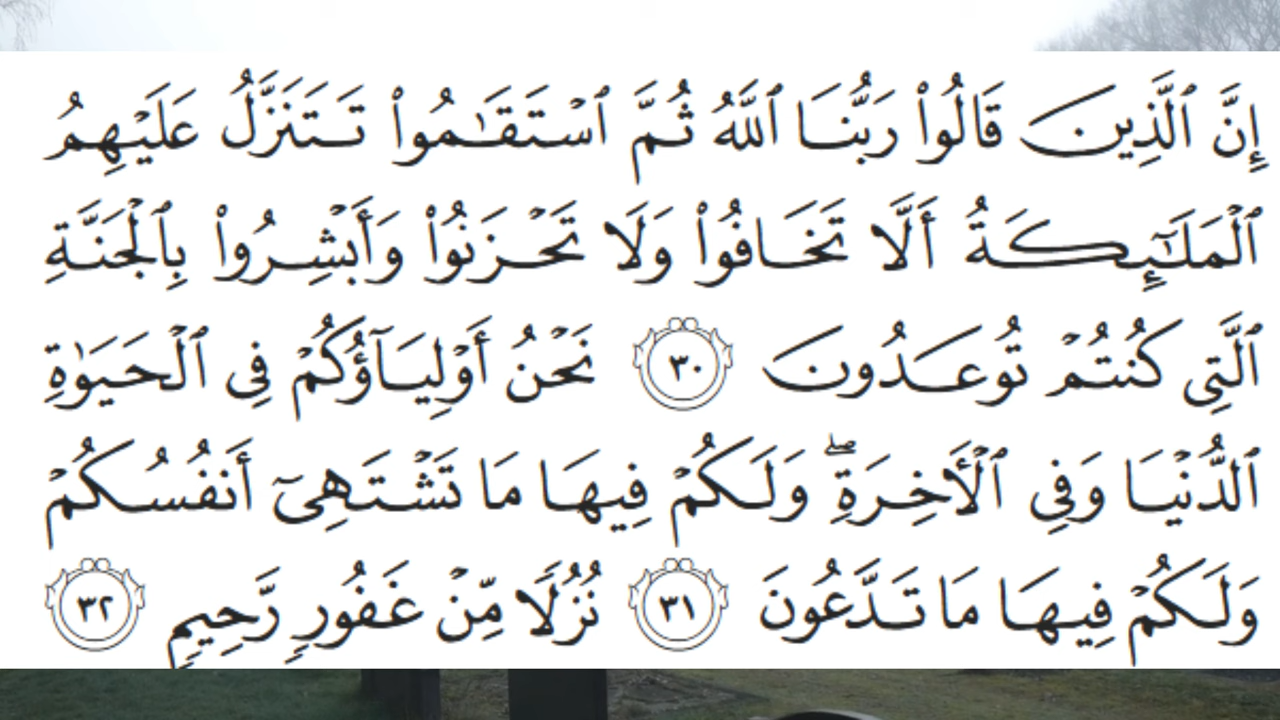 إِنَّ ٱلَّذِينَ قَالُوا۟ رَبُّنَا ٱللَّهُ ثُمَّ ٱسْتَقَـٰمُوا۟ تَتَنَزَّلُ عَلَيْهِمُ
ٱلْمَلَـٰٓئِكَةُ أَلَّا تَخَافُوا۟ وَلَا تَحْزَنُوا۟ وَأَبْشِرُوا۟ بِٱلْجَنَّةِ
ٱلَّتِى كُنتُمْ تُوعَدُونَ ٣٠ نَحْنُ أَوْلِيَآؤُكُمْ فِى ٱلْحَيَوٰةِ
ٱلدُّنْيَا وَفِى ٱلْأَخِرَةِ ۖ وَلَكُمْ فِيهَا مَا تَشْتَهِىٓ أَنفُسُكُمْ
وَلَكُمْ فِيهَا مَا تَدَّعُونَ ٣١ نُزُلًا مِّنْ غَفُورٍ رَّحِيمٍ ٣٢